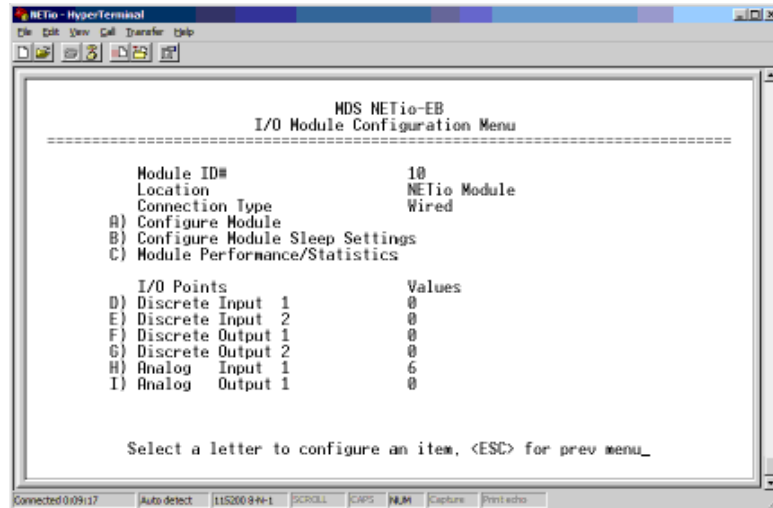 NETio - HyperTerminal
File Edit View Call Transfer Help
MDS NETio-EB
I/O Module Configuration Menu
==========================================================================
Module ID# 10
Location NETio Module
Connection Type Wired
A) Configure Module
B) Configure Module Sleep Settings
C) Module Performance/Statistics
I/O Points Values
D) Discrete Input 1 0
E) Discrete Input 2 0
F) Discrete Output 1 0
G) Discrete Output 2 0
H) Analog Input 1 6
I) Analog Output 1 0
Select a letter to configure an item, <ESC> for prev menu_
Connected 0:09:17 Auto detect 115200 8-N-1 SCROLL CAPS NUM Capture Print echo